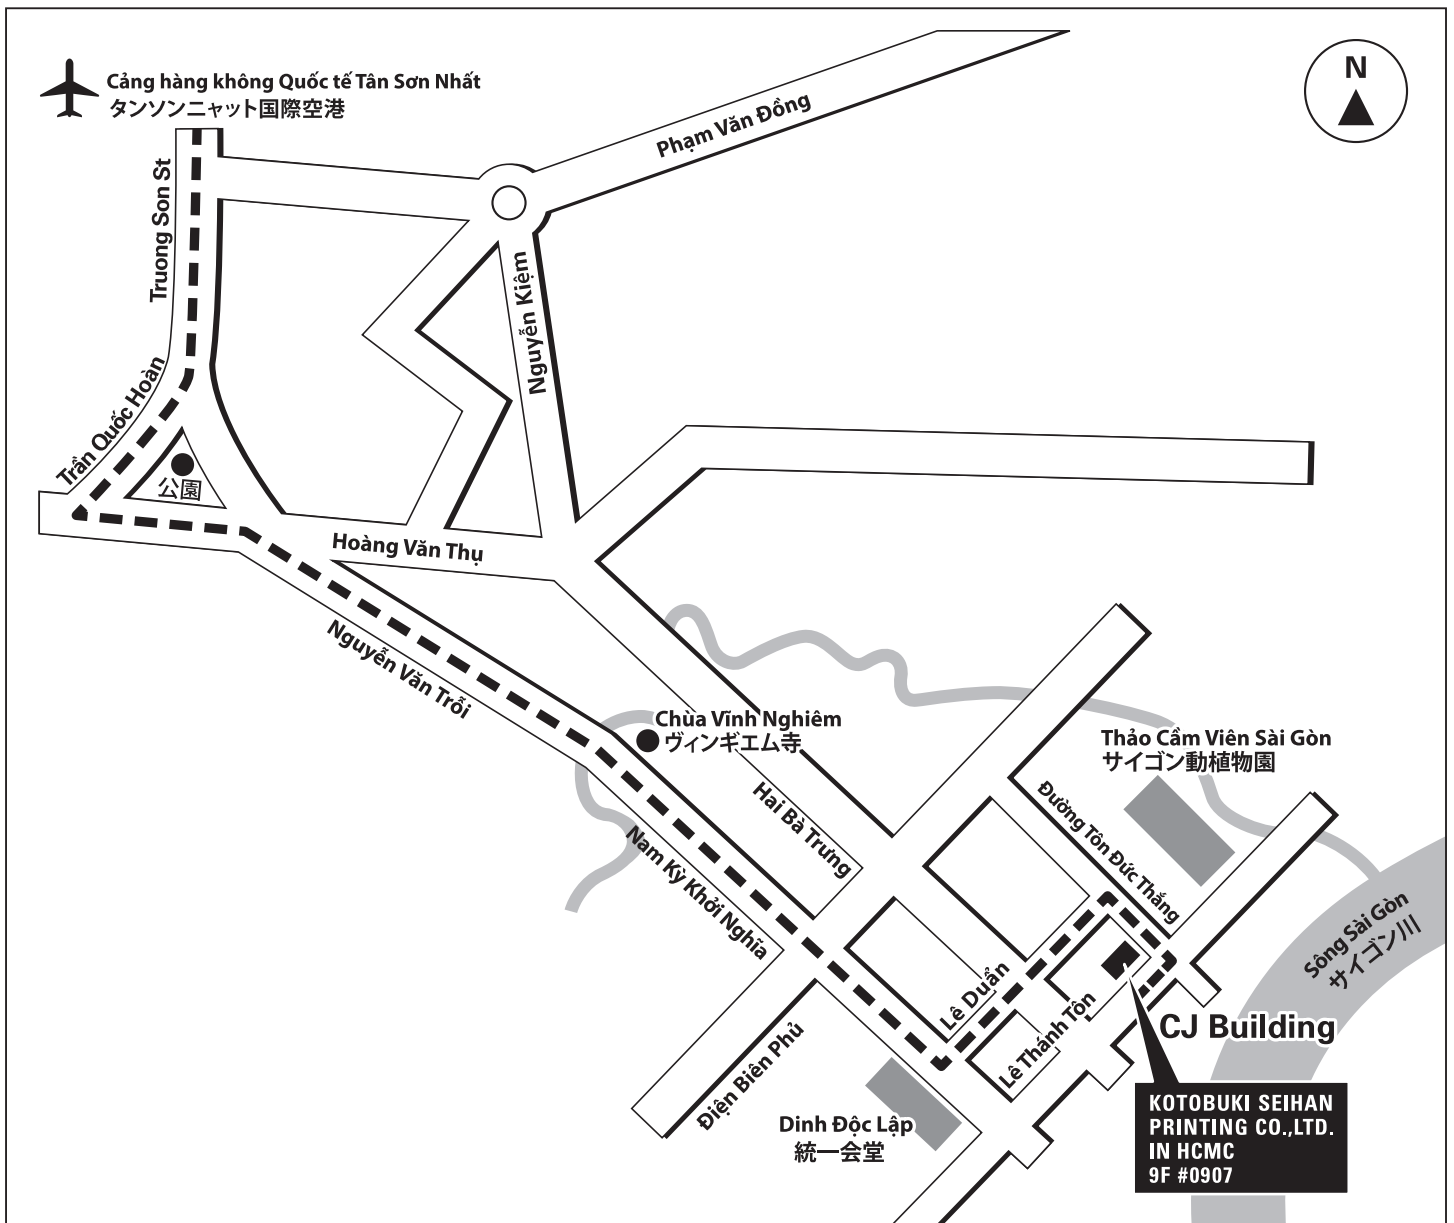 Cảng hàng không Quốc tế Tân Sơn Nhất
タンソンニャット国際空港
N
Phạm Văn Đồng
Truong Son St
Nguyễn Kiệm
Trần Quốc Hoàn
公園
Hoàng Văn Thụ
Nguyễn Văn Trỗi
Chùa Vĩnh Nghiêm
ヴィンギエム寺
Thảo Cầm Viên Sài Gòn
サイゴン動植物園
Hai Bà Trưng
Đường Tôn Đức Thắng
Nam Kỳ Khởi Nghĩa
Sông Sài Gòn
サイゴン川
Lê Duẩn
Lê Thánh Tôn
CJ Building
Điện Biên Phủ
Dinh Độc Lập
統一会堂
KOTOBUKI SEIHAN
PRINTING CO.,LTD.
IN HCMC
9F #0907